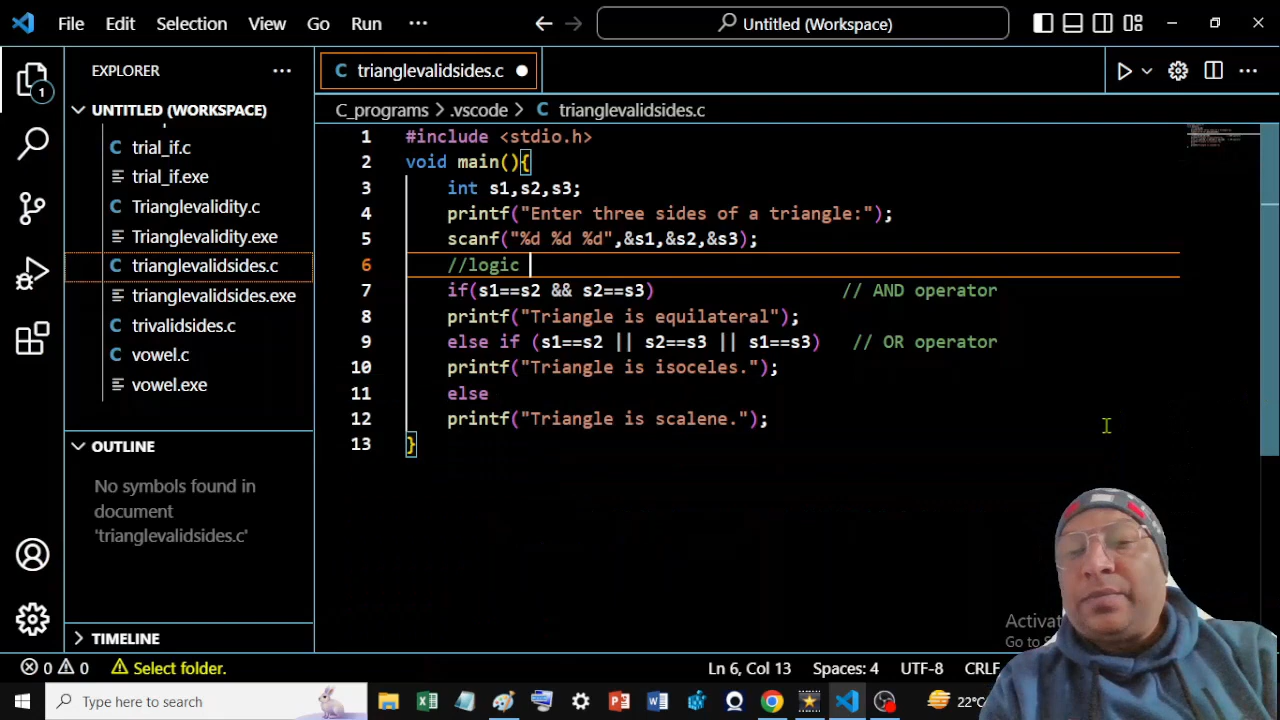 File Edit Selection View Go Run ··· Untitled (Workspace)
EXPLORER ···
1
UNTITLED (WORKSPACE)
C trial_if.c
trial_if.exe
C Trianglevalidity.c
Trianglevalidity.exe
C trianglevalidsides.c
trianglevalidsides.exe
C trivalidsides.c
C vowel.c
vowel.exe
OUTLINE
No symbols found in
document
'trianglevalidsides.c'
TIMELINE
C trianglevalidsides.c
C_programs > .vscode > C trianglevalidsides.c
1 #include <stdio.h>
2 void main(){
3 int s1,s2,s3;
4 printf("Enter three sides of a triangle:");
5 scanf("%d %d %d",&s1,&s2,&s3);
6 //logic
7 if(s1==s2 && s2==s3) // AND operator
8 printf("Triangle is equilateral");
9 else if (s1==s2 || s2==s3 || s1==s3) // OR operator
10 printf("Triangle is isoceles.");
11 else
12 printf("Triangle is scalene.");
13 }
0 0 Select folder. Ln 6, Col 13 Spaces: 4 UTF-8 CRLF
Type here to search 22°C